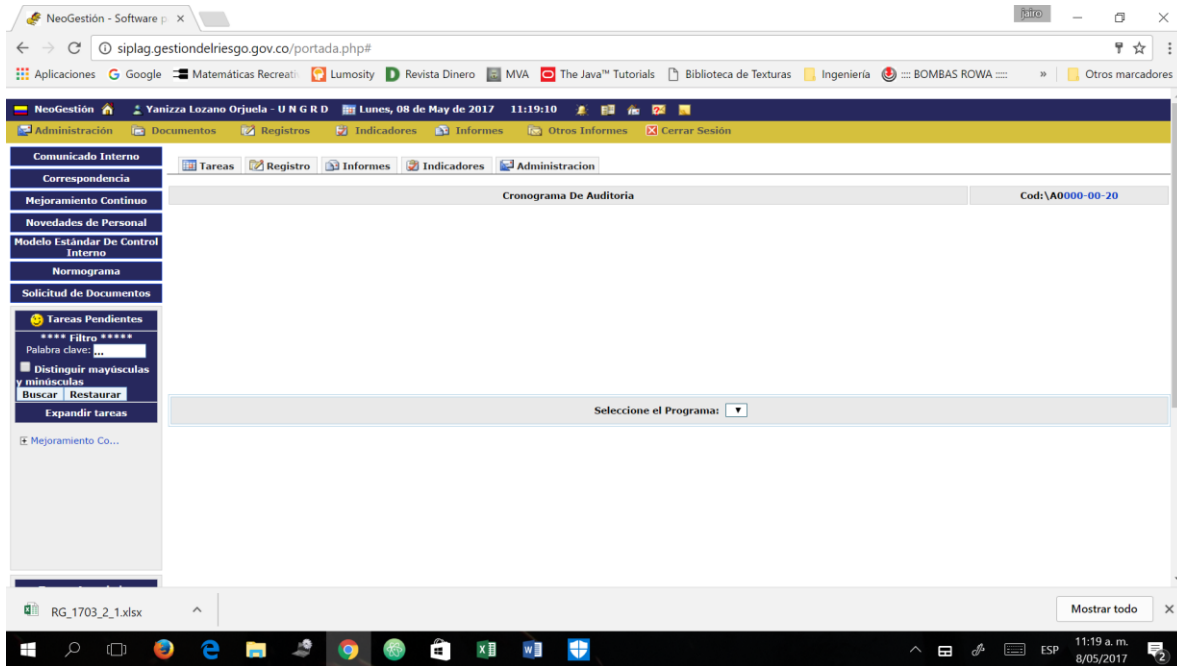 NeoGestión - Software p
jairo
siplag.gestiondelriesgo.gov.co/portada.php#
Aplicaciones Google Matemáticas Recreati Lumosity Revista Dinero MVA The Java™ Tutorials Biblioteca de Texturas Ingeniería :::: BOMBAS ROWA ::::: » Otros marcadores
NeoGestión Yanizza Lozano Orjuela - U N G R D Lunes, 08 de May de 2017 11:19:10
Administración Documentos Registros Indicadores Informes Otros Informes Cerrar Sesión
Comunicado Interno
Correspondencia
Mejoramiento Continuo
Novedades de Personal
Modelo Estándar De Control
Interno
Normograma
Solicitud de Documentos
Tareas Pendientes
**** Filtro *****
Palabra clave: ...
Distinguir mayúsculas
y minúsculas
Buscar Restaurar
Expandir tareas
Mejoramiento Co...
Tareas Registro Informes Indicadores Administracion
Cronograma De Auditoria Cod:\A0000-00-20
Seleccione el Programa:
RG_1703_2_1.xlsx
Mostrar todo
ESP
11:19 a. m.
8/05/2017
2